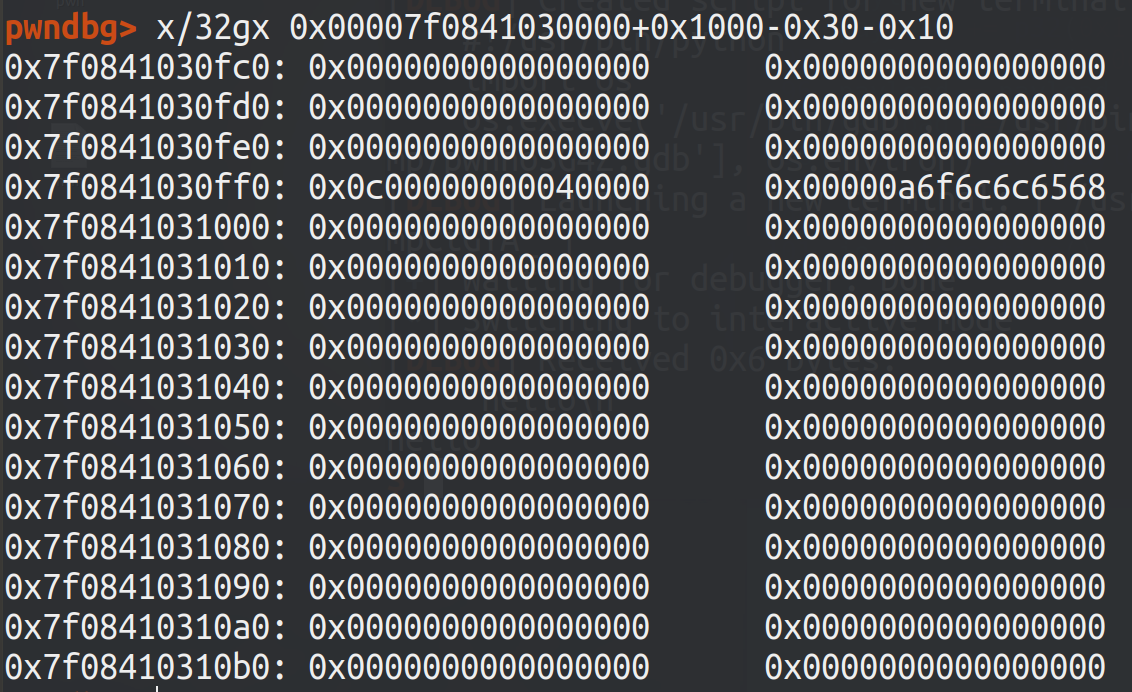 pwndbg> x/32gx 0x00007f0841030000+0x1000-0x30-0x10
0x7f0841030fc0: 0x0000000000000000 0x0000000000000000
0x7f0841030fd0: 0x0000000000000000 0x0000000000000000
0x7f0841030fe0: 0x0000000000000000 0x0000000000000000
0x7f0841030ff0: 0x0c00000000040000 0x00000a6f6c6c6568
0x7f0841031000: 0x0000000000000000 0x0000000000000000
0x7f0841031010: 0x0000000000000000 0x0000000000000000
0x7f0841031020: 0x0000000000000000 0x0000000000000000
0x7f0841031030: 0x0000000000000000 0x0000000000000000
0x7f0841031040: 0x0000000000000000 0x0000000000000000
0x7f0841031050: 0x0000000000000000 0x0000000000000000
0x7f0841031060: 0x0000000000000000 0x0000000000000000
0x7f0841031070: 0x0000000000000000 0x0000000000000000
0x7f0841031080: 0x0000000000000000 0x0000000000000000
0x7f0841031090: 0x0000000000000000 0x0000000000000000
0x7f08410310a0: 0x0000000000000000 0x0000000000000000
0x7f08410310b0: 0x0000000000000000 0x0000000000000000